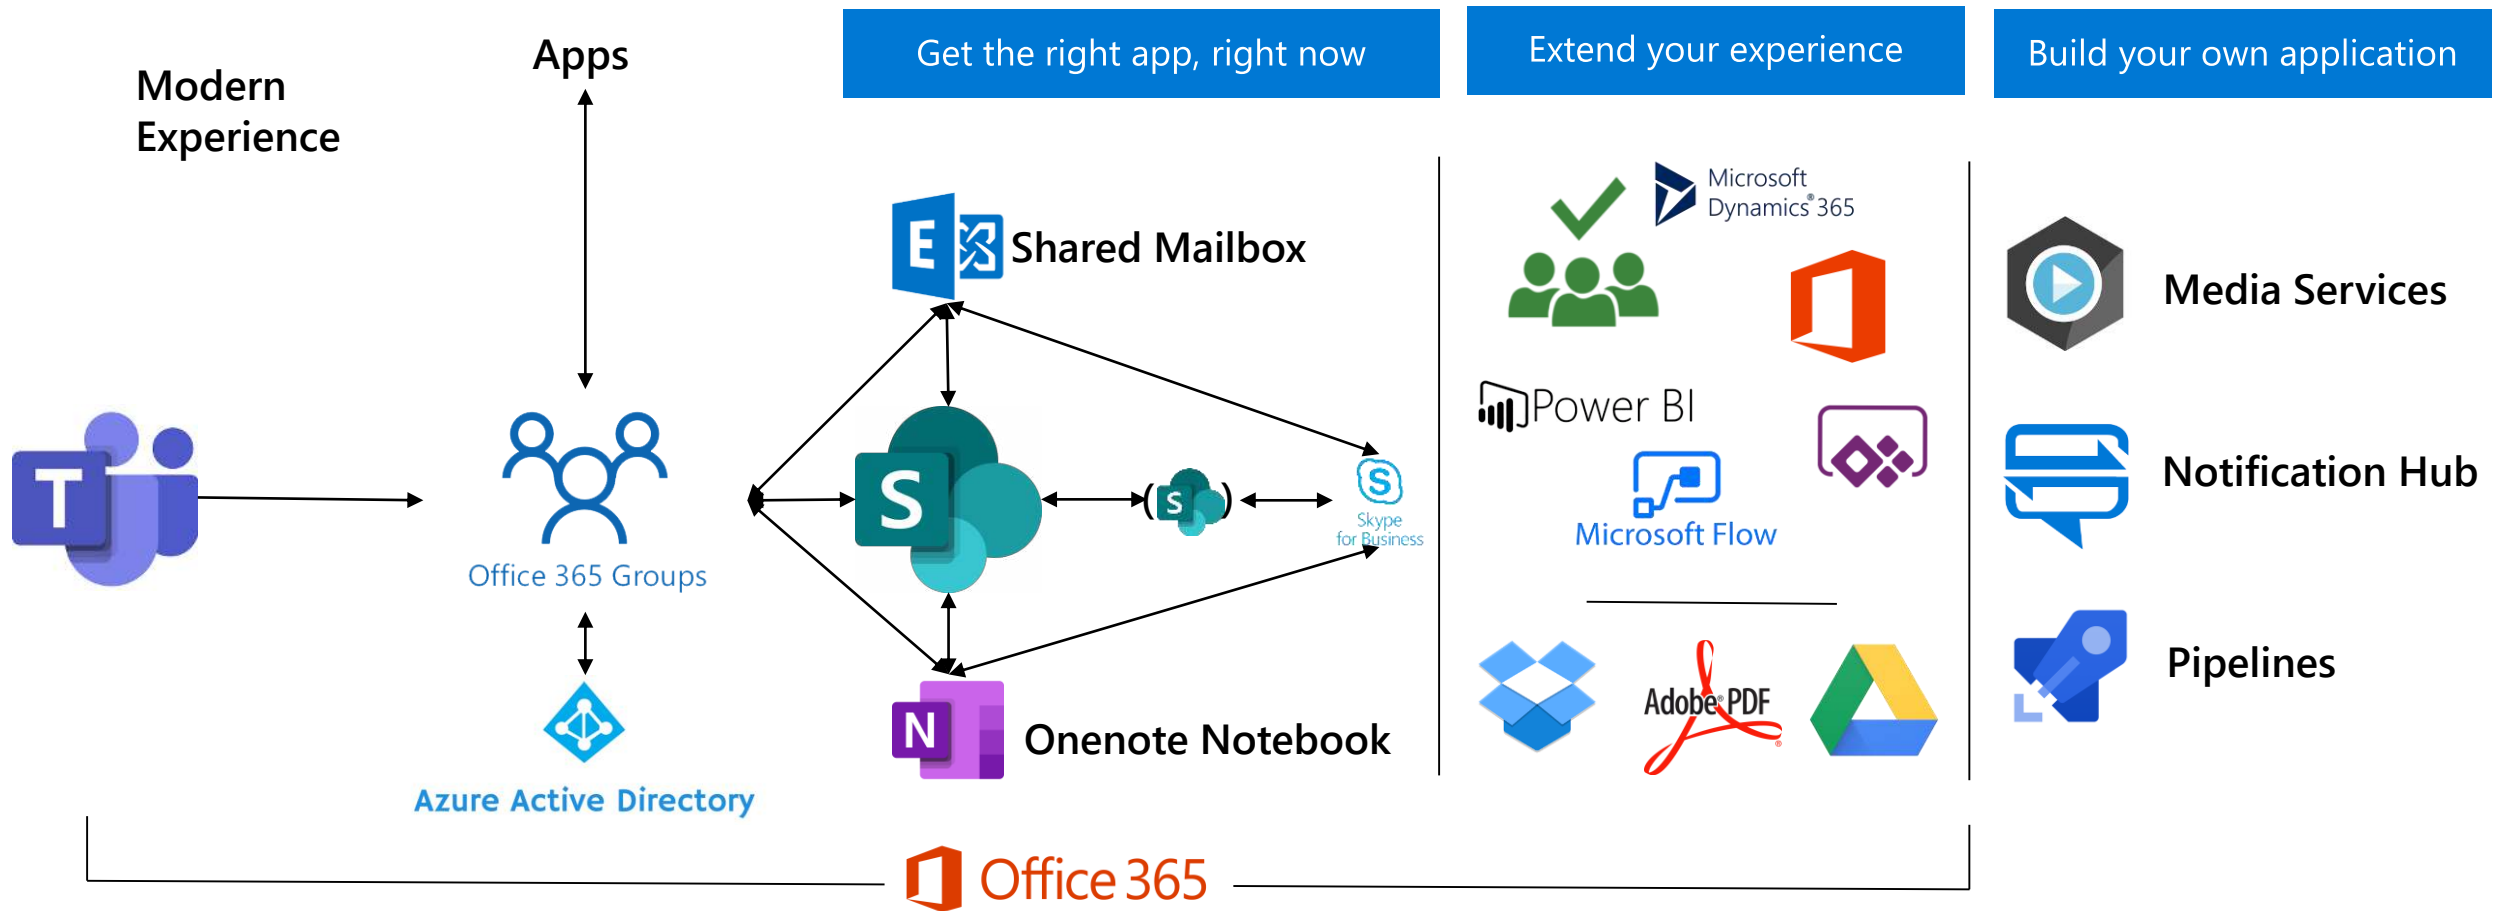 Modern
Experience
Apps
Get the right app, right now
Extend your experience
Build your own application
E
Shared Mailbox
Microsoft
Dynamics® 365
Media Services
T
Office 365 Groups
S
( S )
S
Skype
for Business
Power BI
Microsoft Flow
Notification Hub
Azure Active Directory
N
Onenote Notebook
Adobe® PDF
®
Pipelines
Office 365